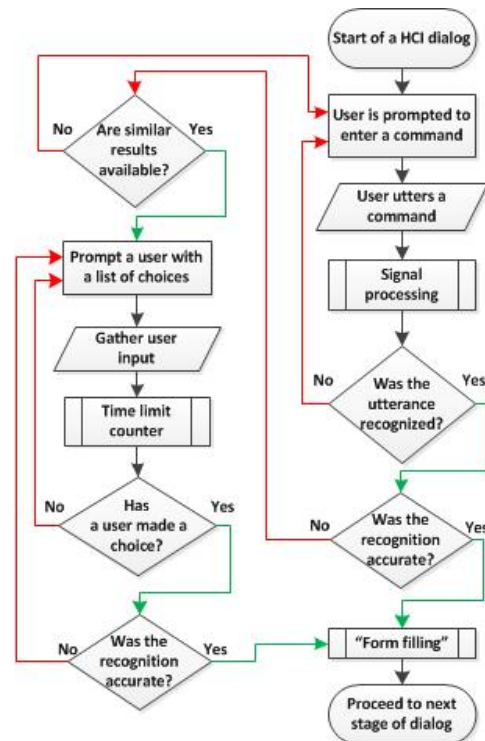 Start of a HCI dialog
User is prompted to
enter a command
User utters a
command
Signal
processing
No
Was the
utterance
recognized?
Yes
No
Was the
recognition
accurate?
Yes
No
Are similar
results
available?
Yes
Prompt a user with
a list of choices
Gather user
input
Time limit
counter
No
Has
a user made a
choice?
Yes
No
Was the
recognition
accurate?
Yes
"Form filling"
Proceed to next
stage of dialog